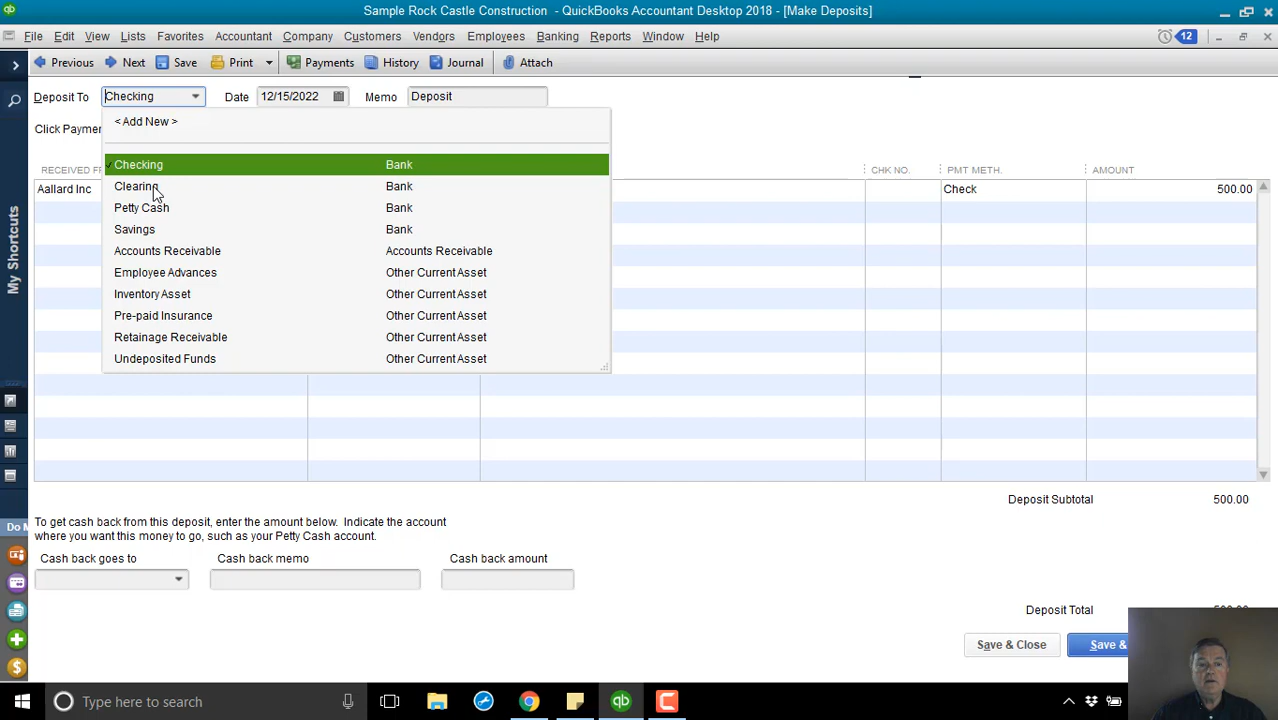 Sample Rock Castle Construction - QuickBooks Accountant Desktop 2018 - [Make Deposits]
File Edit View Lists Favorites Accountant Company Customers Vendors Employees Banking Reports Window Help 12
Previous Next Save Print Payments History Journal Attach
Deposit To Checking Date 12/15/2022 Memo Deposit
< Add New >
Click Paymen
Checking Bank
RECEIVED FR CHK NO. PMT METH. AMOUNT
Clearing Bank
Aallard Inc Check 500.00
Petty Cash Bank
Savings Bank
Accounts Receivable Accounts Receivable
Employee Advances Other Current Asset
Inventory Asset Other Current Asset
Pre-paid Insurance Other Current Asset
Retainage Receivable Other Current Asset
Undeposited Funds Other Current Asset
My Shortcuts
Do M
Deposit Subtotal 500.00
To get cash back from this deposit, enter the amount below. Indicate the account
where you want this money to go, such as your Petty Cash account.
Cash back goes to Cash back memo Cash back amount
Deposit Total
Save & Close Save &
Type here to search
qb